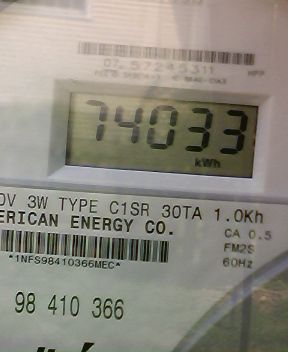 07 57245311
74033
kWh
3W TYPE C1SR 30TA 1.0Kh
ERICAN ENERGY CO.
CA 0.5
FM2S
*1NFS98410366MEC*
60Hz
98 410 366